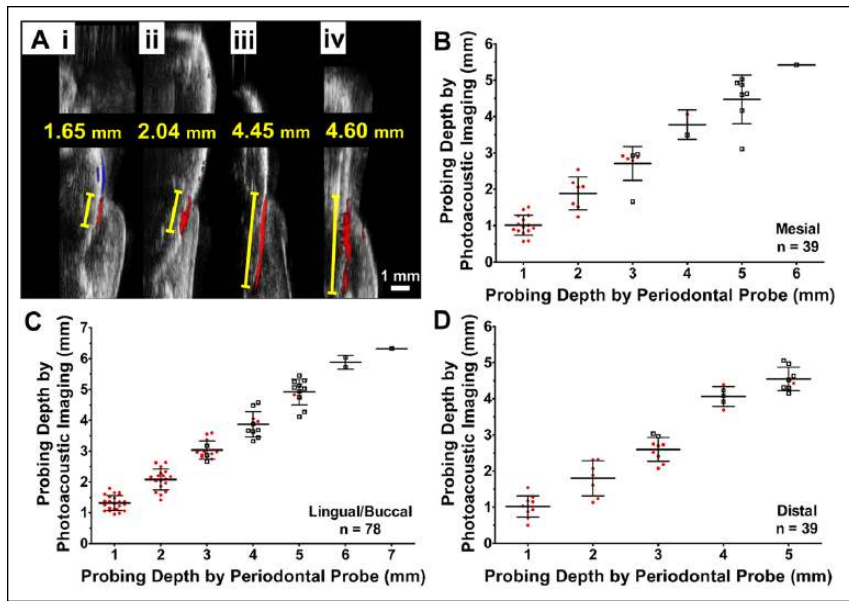 A i ii iii iv
1.65 mm 2.04 mm 4.45 mm 4.60 mm
1 mm
B
Probing Depth by
Photoacoustic Imaging (mm)
6
5
4
3
2
1
0
Mesial
n = 39
1 2 3 4 5 6
Probing Depth by Periodontal Probe (mm)
C
Probing Depth by
Photoacoustic Imaging (mm)
7
6
5
4
3
2
1
0
Lingual/Buccal
n = 78
1 2 3 4 5 6 7
Probing Depth by Periodontal Probe (mm)
D
Probing Depth by
Photoacoustic Imaging (mm)
6
5
4
3
2
1
0
Distal
n = 39
1 2 3 4 5
Probing Depth by Periodontal Probe (mm)